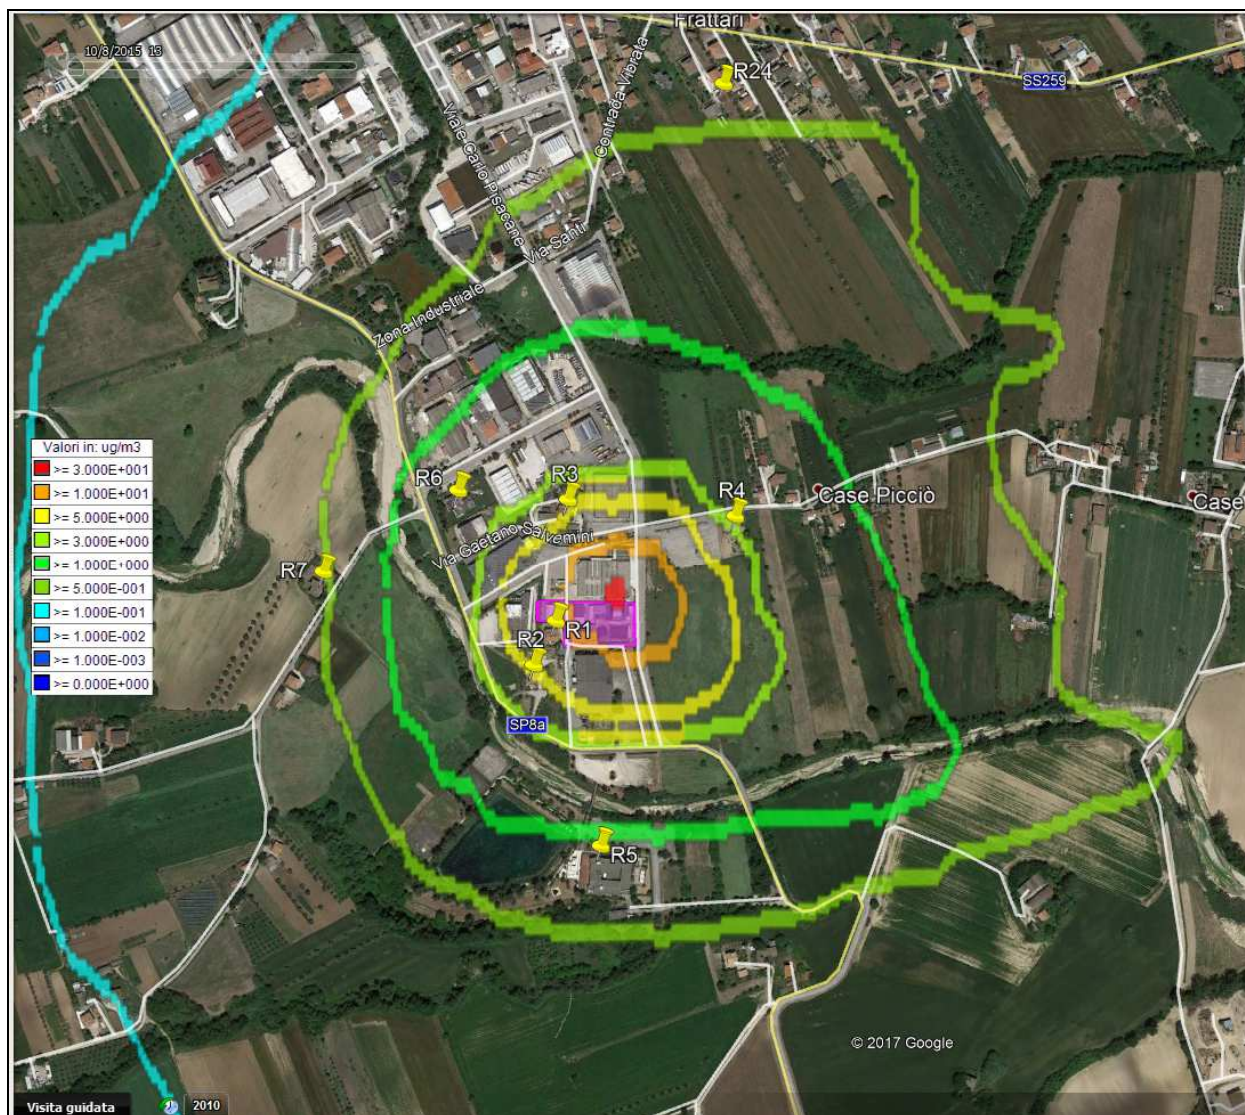 Frattari
10/8/2015 15
R24
SS259
Contrada Vibrata
Viale Carlo Pisacane
Via Santi
Zona Industriale
Valori in: ug/m3
>= 3.000E+001
>= 1.000E+001
>= 5.000E+000
>= 3.000E+000
>= 1.000E+000
>= 5.000E-001
>= 1.000E-001
>= 1.000E-002
>= 1.000E-003
>= 0.000E+000
R6
R3
R4
Case Picciò
Case
Via Gaetano Salvemini
R7
R1
R2
SP8a
R5
© 2017 Google
Visita guidata
2010